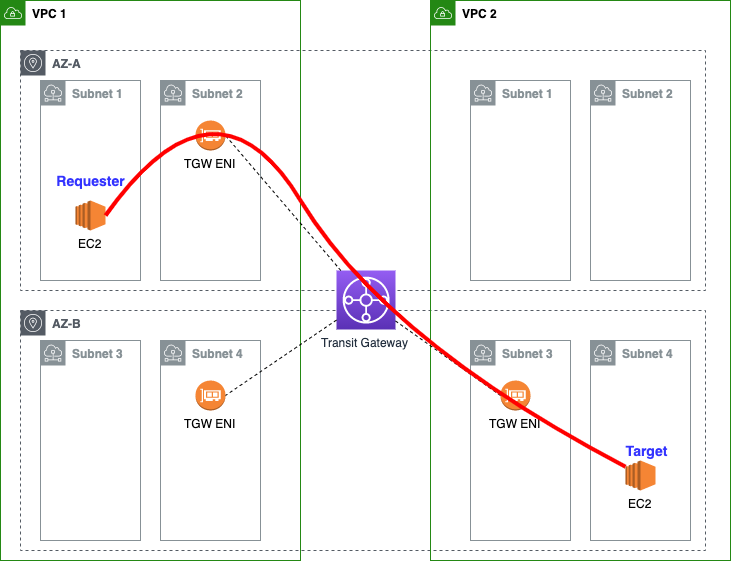 VPC 1
VPC 2
AZ-A
Subnet 1
Subnet 2
Subnet 1
Subnet 2
TGW ENI
Requester
EC2
Transit Gateway
AZ-B
Subnet 3
Subnet 4
Subnet 3
Subnet 4
TGW ENI
TGW ENI
Target
EC2